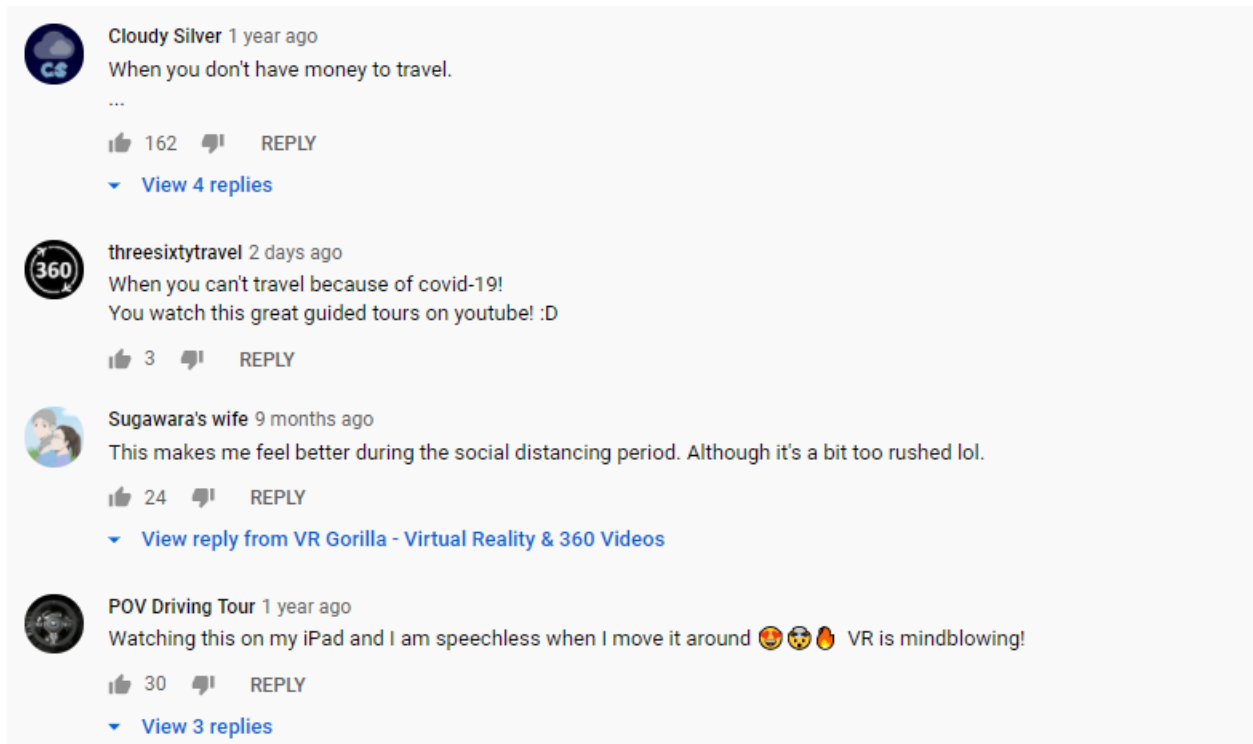 CS
Cloudy Silver 1 year ago
When you don't have money to travel.
...
162 REPLY
View 4 replies
360
threesixtytravel 2 days ago
When you can't travel because of covid-19!
You watch this great guided tours on youtube! :D
3 REPLY
Sugawara's wife 9 months ago
This makes me feel better during the social distancing period. Although it's a bit too rushed lol.
24 REPLY
View reply from VR Gorilla - Virtual Reality & 360 Videos
POV Driving Tour 1 year ago
Watching this on my iPad and I am speechless when I move it around 😍🤯🔥 VR is mindblowing!
30 REPLY
View 3 replies